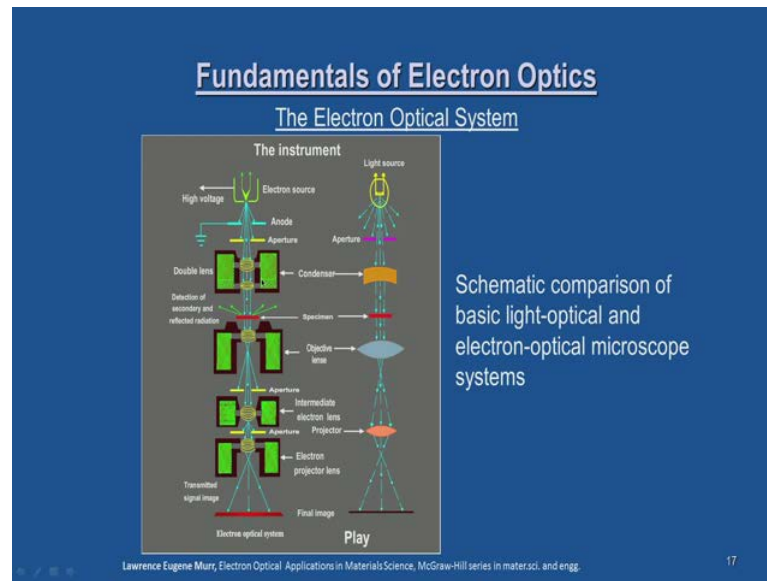 Fundamentals of Electron Optics
The Electron Optical System
The instrument
Light source
Electron source
High voltage
Anode
Aperture
Aperture
Double lens
Condenser
Detection of
secondary and
reflected radiation
Specimen
Objective
lense
Aperture
Intermediate
electron lens
Aperture
Projector
Electron
projector lens
Transmitted
signal image
Final image
Electron optical system
Play
Schematic comparison of
basic light-optical and
electron-optical microscope
systems
Lawrence Eugene Murr, Electron Optical Applications in Materials Science, McGraw-Hill series in mater.sci. and engg.
17